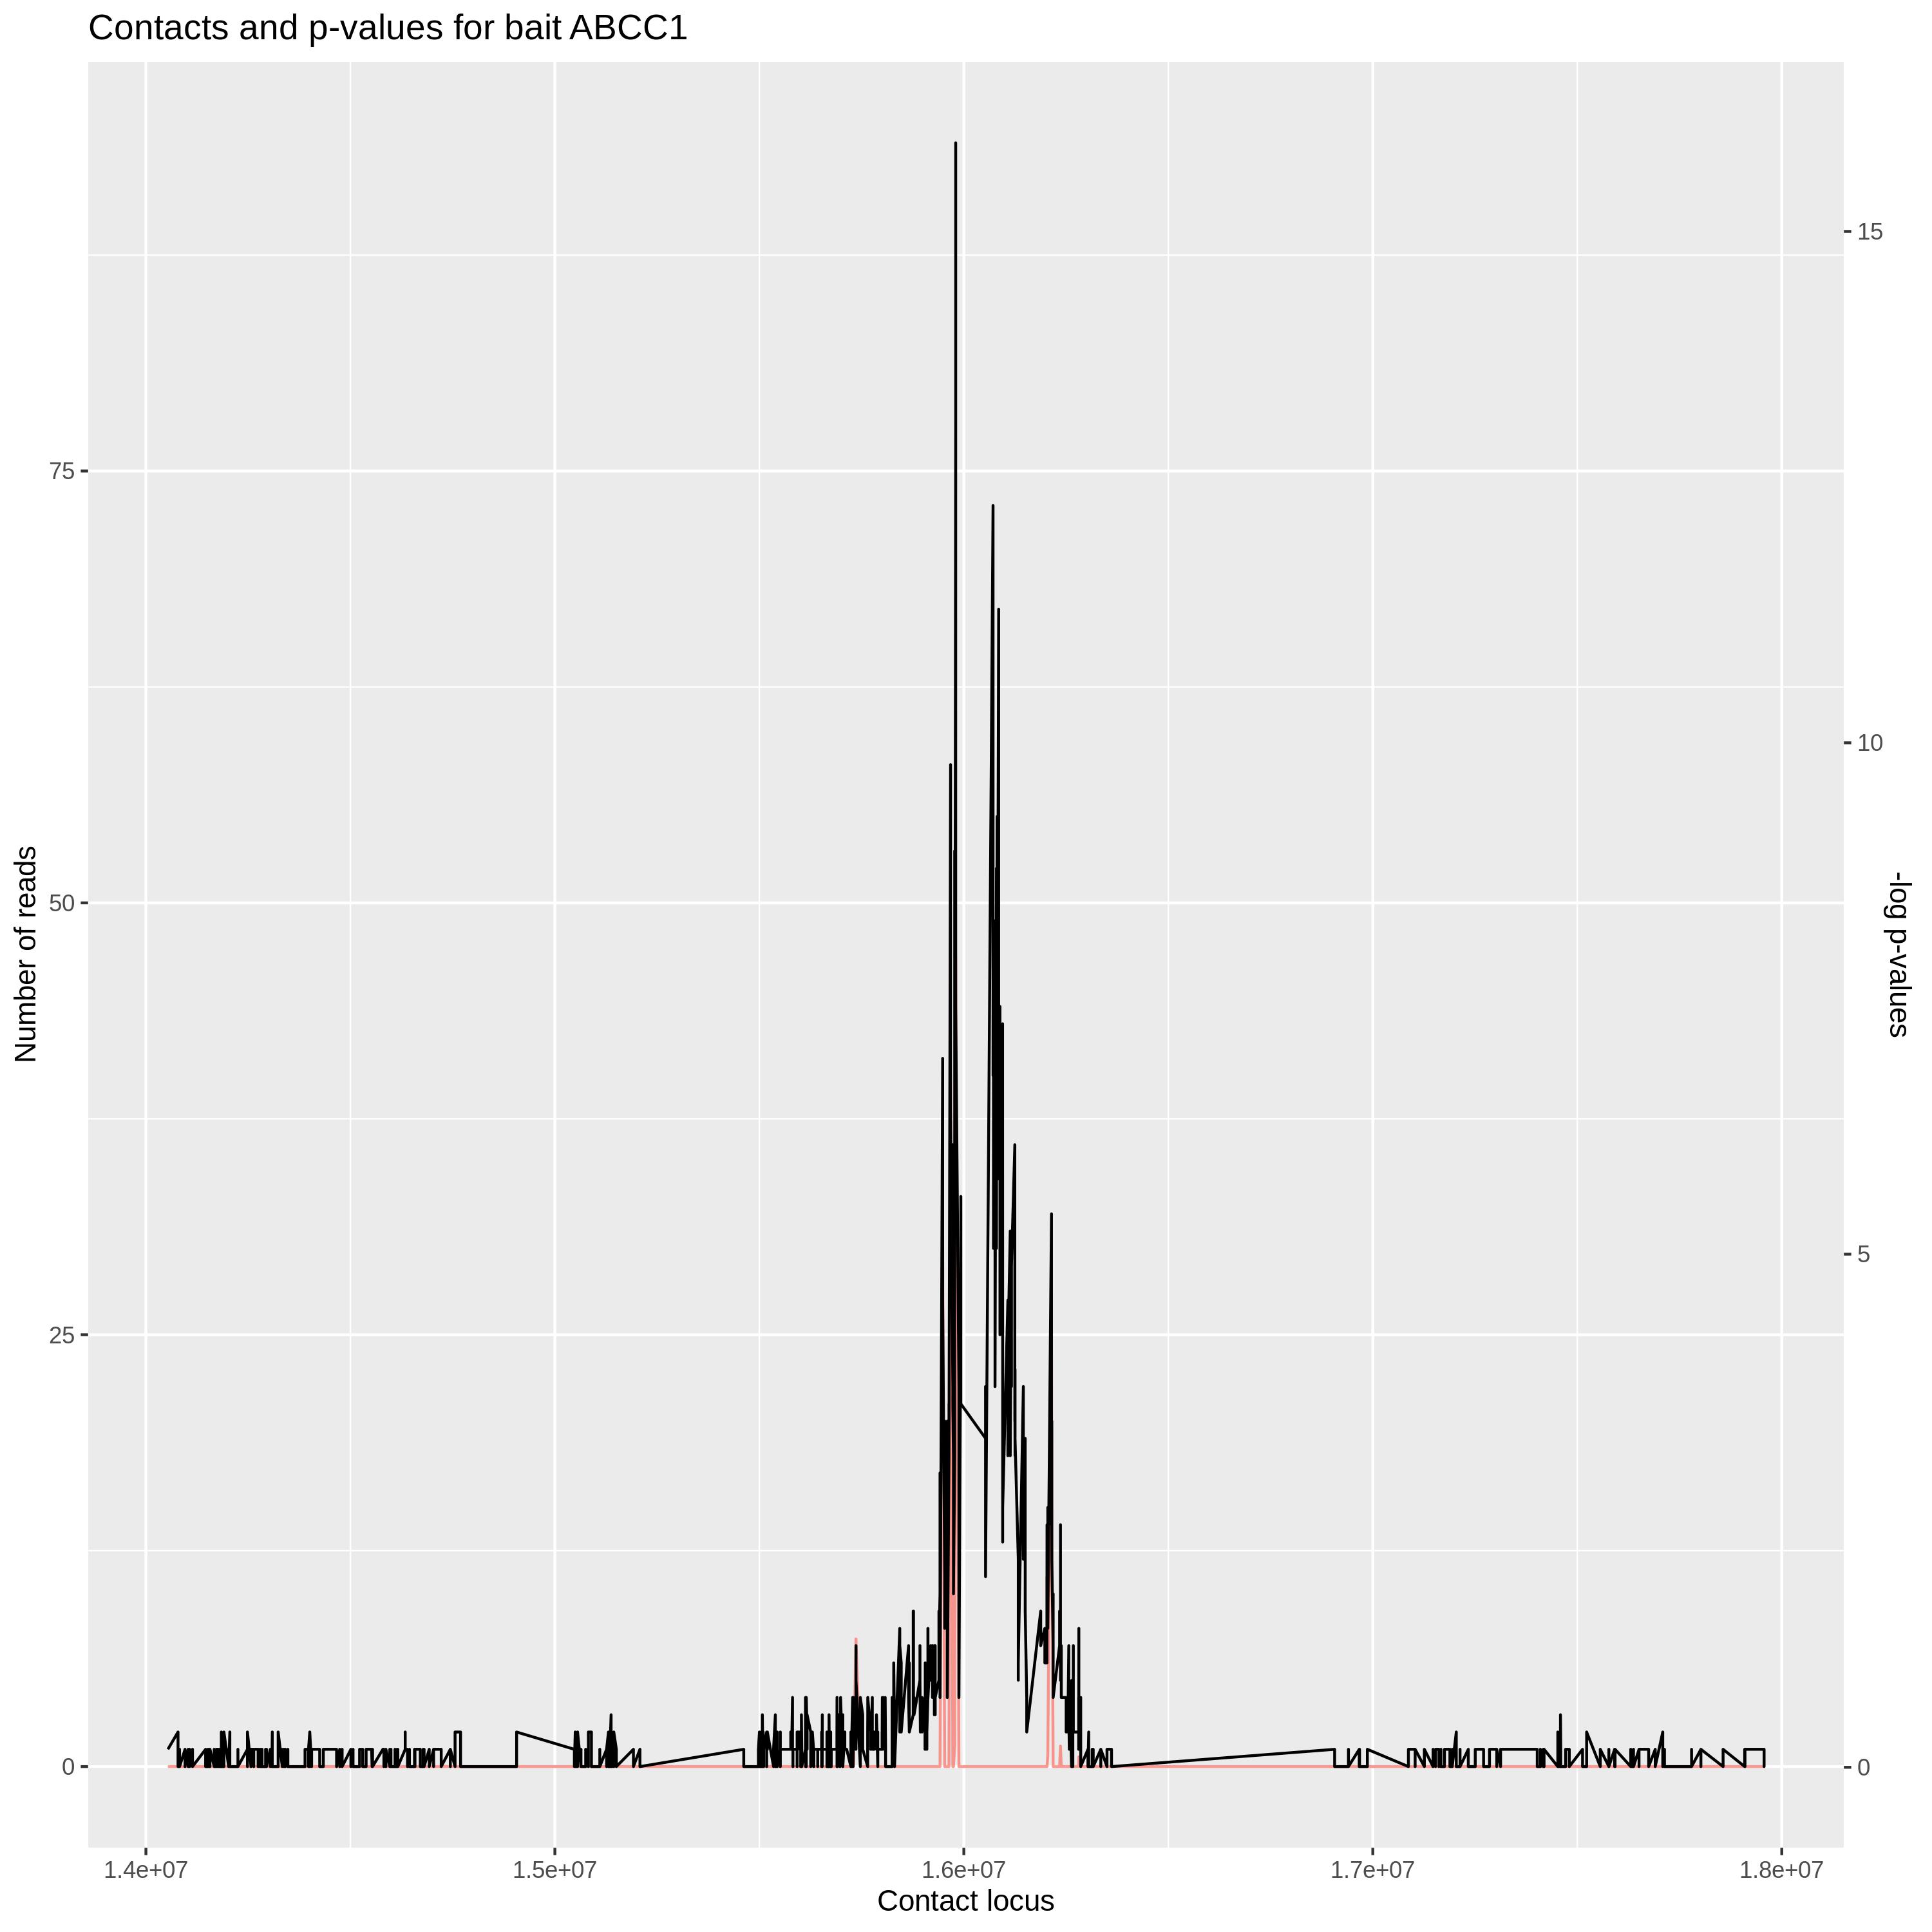 Contacts and p-values for bait ABCC1
15
75
10
50
Number of reads
-log p-values
5
25
0
0
1.4e+07 1.5e+07 1.6e+07 1.7e+07 1.8e+07
Contact locus